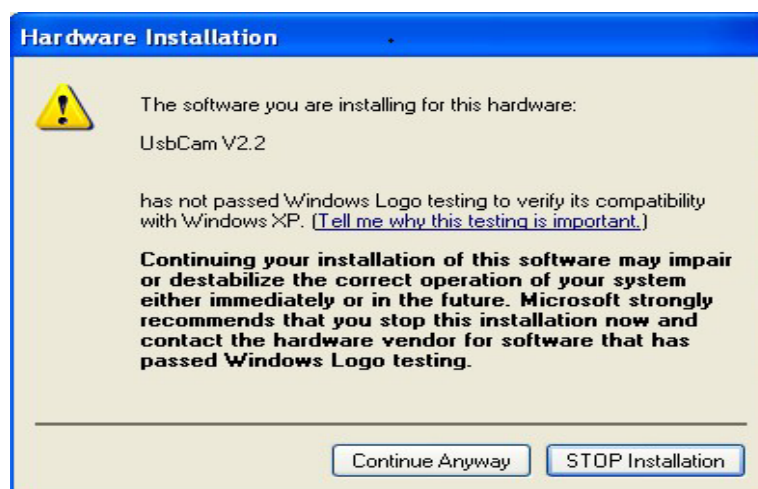 Hardware Installation
The software you are installing for this hardware:
UsbCam V2.2
has not passed Windows Logo testing to verify its compatibility
with Windows XP. (Tell me why this testing is important.)
Continuing your installation of this software may impair
or destabilize the correct operation of your system
either immediately or in the future. Microsoft strongly
recommends that you stop this installation now and
contact the hardware vendor for software that has
passed Windows Logo testing.
Continue Anyway
STOP Installation